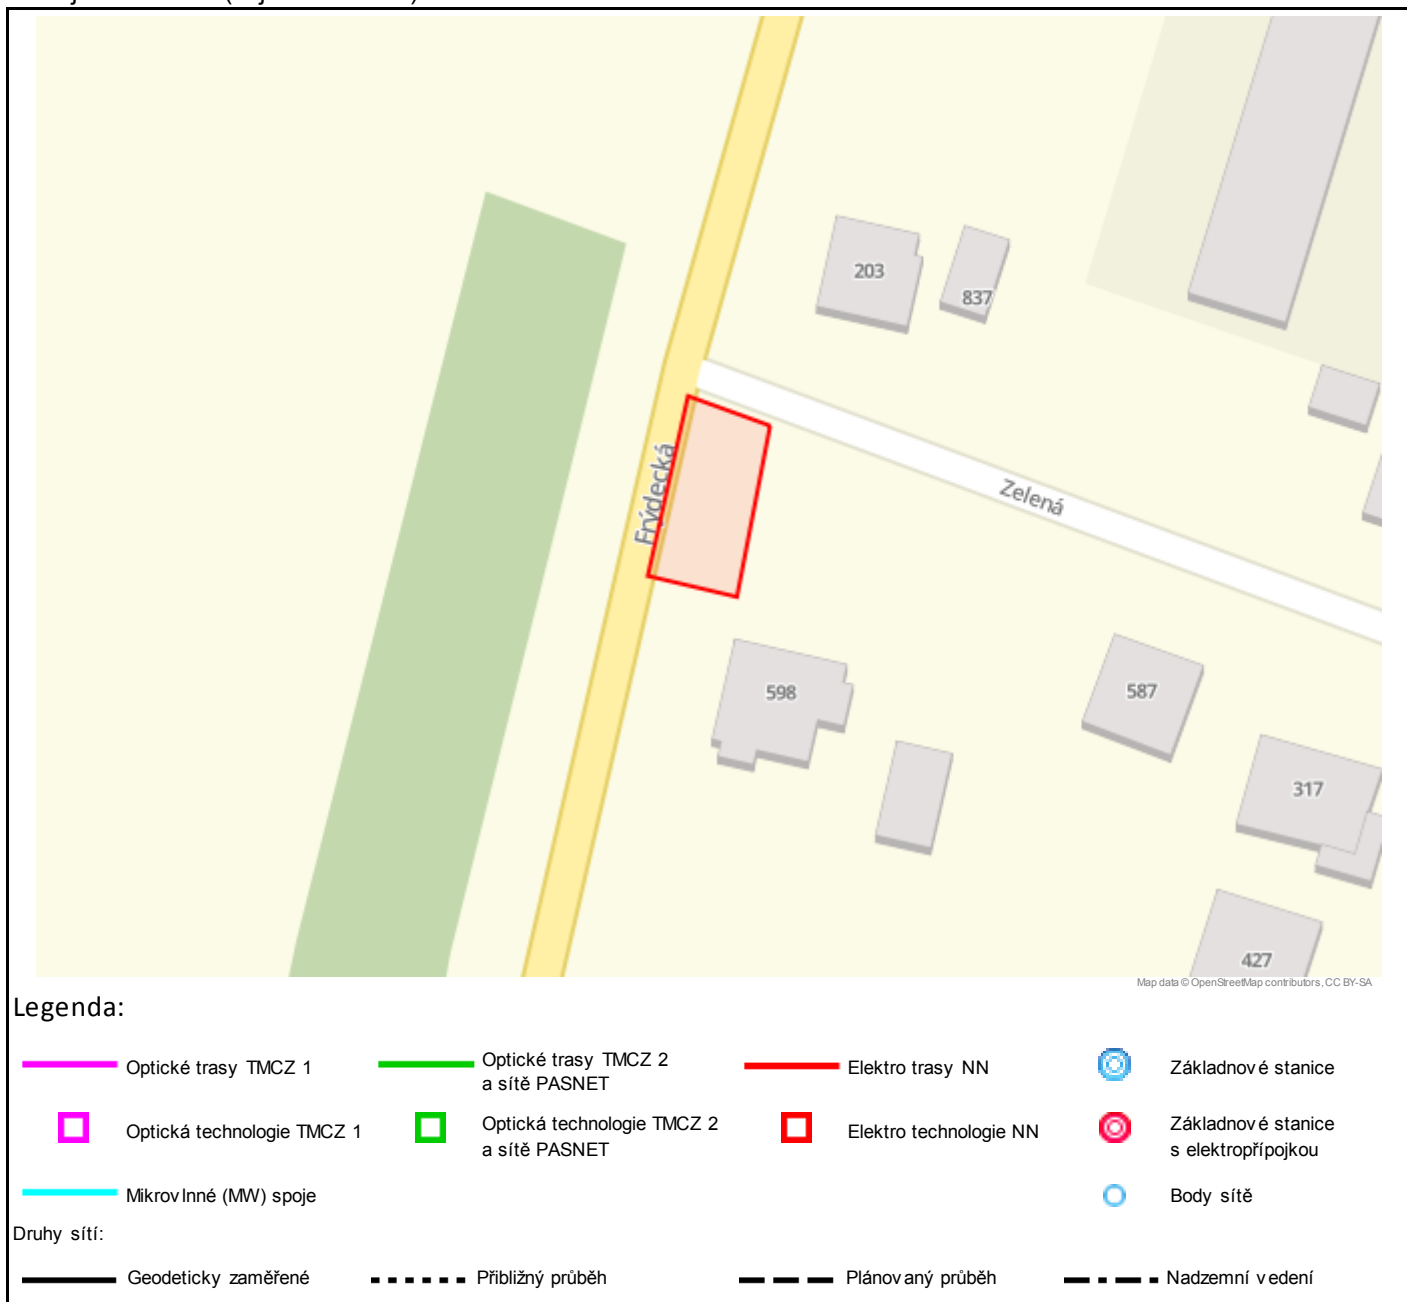 203
837
Frýdecká
Zelená
598
587
317
427
Map data © OpenStreetMap contributors, CC BY-SA
Legenda:
Optické trasy TMCZ 1
Optické trasy TMCZ 2
a sítě PASNET
Elektro trasy NN
Základnové stanice
Optická technologie TMCZ 1
Optická technologie TMCZ 2
a sítě PASNET
Elektro technologie NN
Základnové stanice
s elektropřípojkou
Mikrovlnné (MW) spoje
Body sítě
Druhy sítí:
Geodeticky zaměřené
Přibližný průběh
Plánovaný průběh
Nadzemní vedení